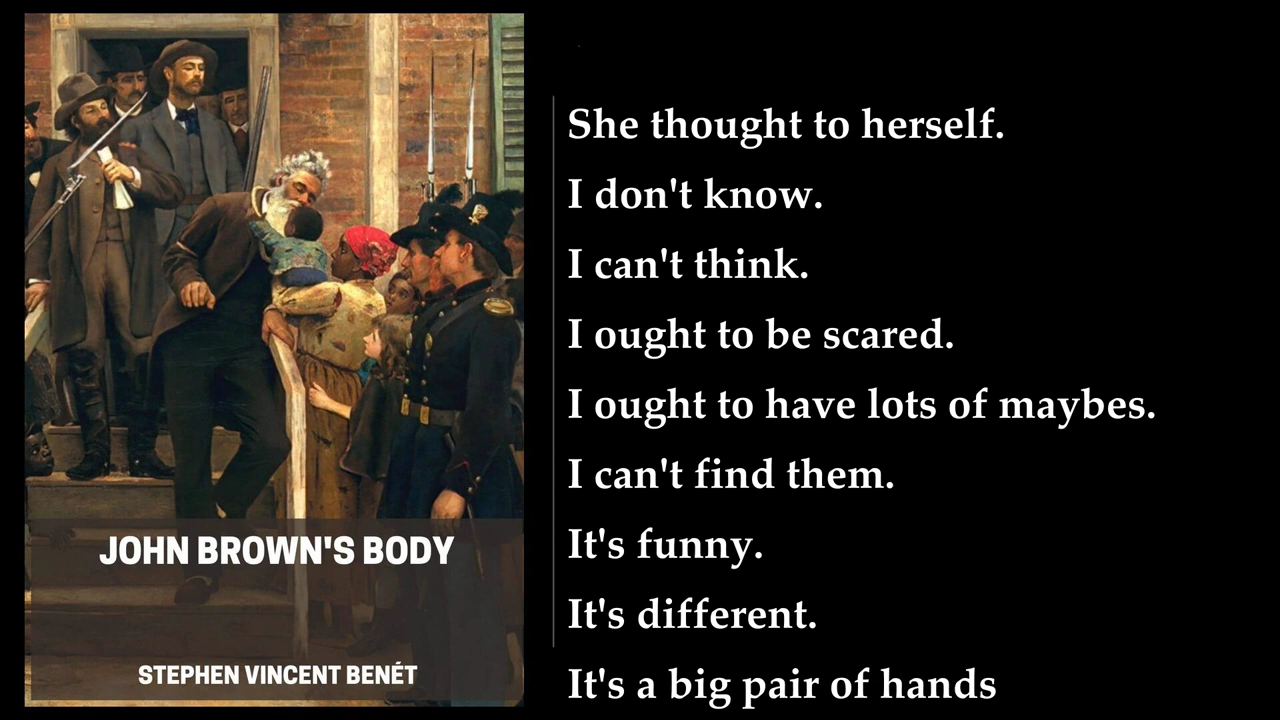 JOHN BROWN'S BODY
STEPHEN VINCENT BENÉT
She thought to herself.
I don't know.
I can't think.
I ought to be scared.
I ought to have lots of maybes.
I can't find them.
It's funny.
It's different.
It's a big pair of hands